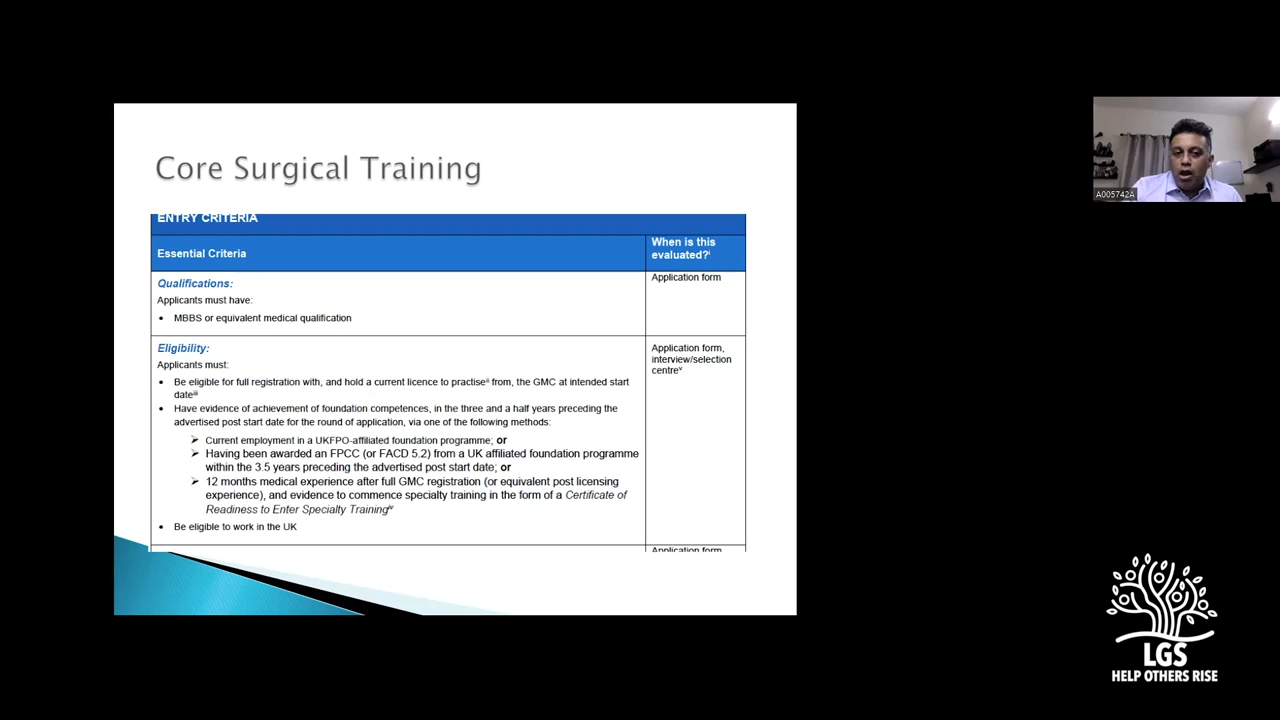 Core Surgical Training
ENTRY CRITERIA
Essential Criteria
When is this
evaluated?ⁱ
Qualifications:
Applicants must have:
• MBBS or equivalent medical qualification
Application form
Eligibility:
Applicants must:
• Be eligible for full registration with, and hold a current licence to practiseⁱⁱ from, the GMC at intended start
dateⁱⁱⁱ
• Have evidence of achievement of foundation competences, in the three and a half years preceding the
advertised post start date for the round of application, via one of the following methods:
➢ Current employment in a UKFPO-affiliated foundation programme; or
➢ Having been awarded an FPCC (or FACD 5.2) from a UK affiliated foundation programme
within the 3.5 years preceding the advertised post start date; or
➢ 12 months medical experience after full GMC registration (or equivalent post licensing
experience), and evidence to commence specialty training in the form of a Certificate of
Readiness to Enter Specialty Trainingⁱᵛ
• Be eligible to work in the UK
Application form,
interview/selection
centreᵛ
Application form
A005742A
LGS
HELP OTHERS RISE